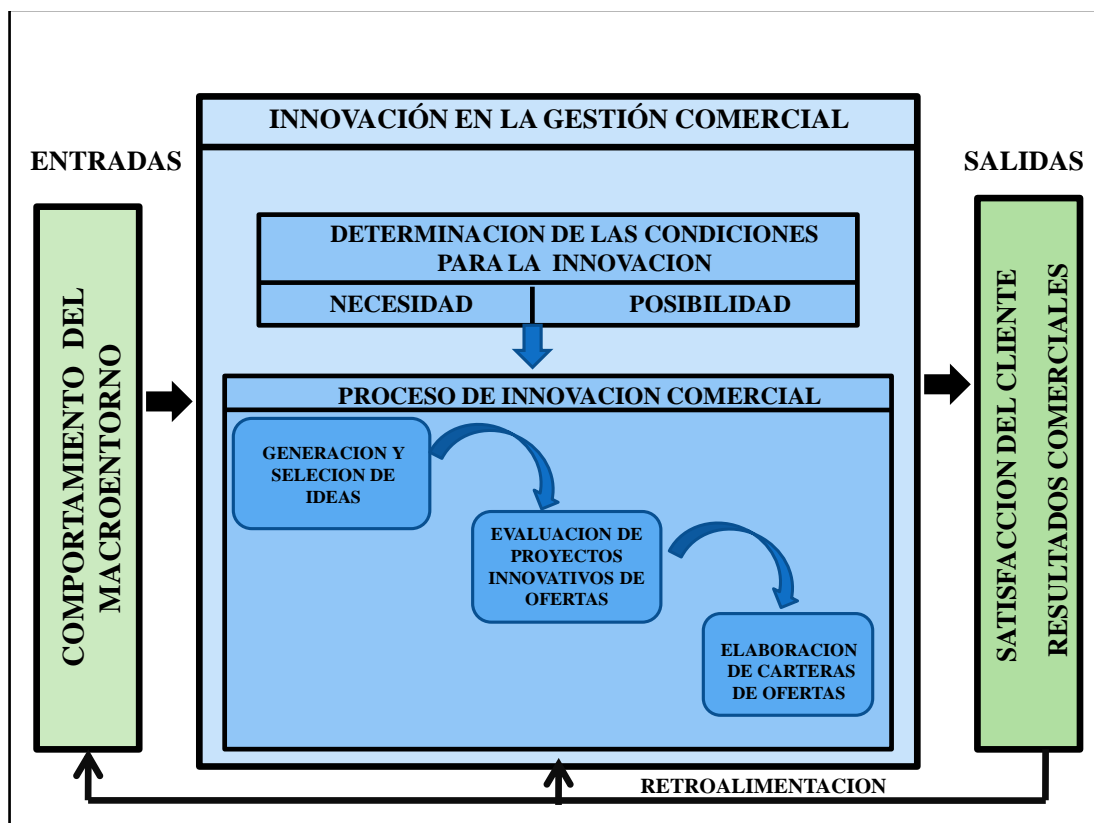 INNOVACIÓN EN LA GESTIÓN COMERCIAL
ENTRADAS
SALIDAS
COMPORTAMIENTO DEL
MACROENTORNO
DETERMINACION DE LAS CONDICIONES
PARA LA INNOVACION
NECESIDAD
POSIBILIDAD
PROCESO DE INNOVACION COMERCIAL
GENERACION Y
SELECION DE
IDEAS
EVALUACION DE
PROYECTOS
INNOVATIVOS DE
OFERTAS
ELABORACION
DE CARTERAS
DE OFERTAS
SATISFACCION DEL CLIENTE
RESULTADOS COMERCIALES
RETROALIMENTACION